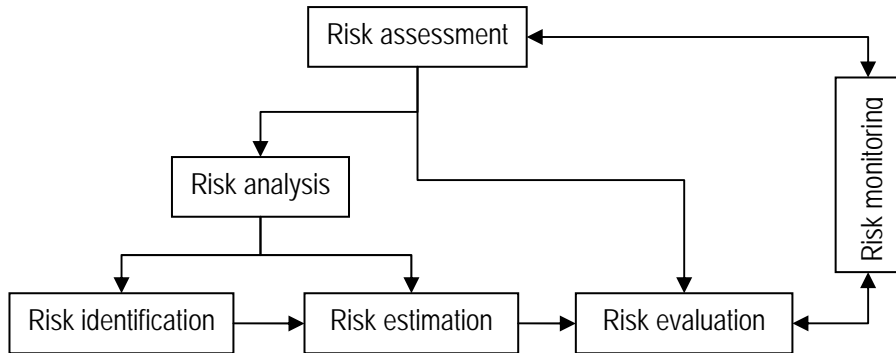 Risk assessment
Risk monitoring
Risk analysis
Risk identification
Risk estimation
Risk evaluation